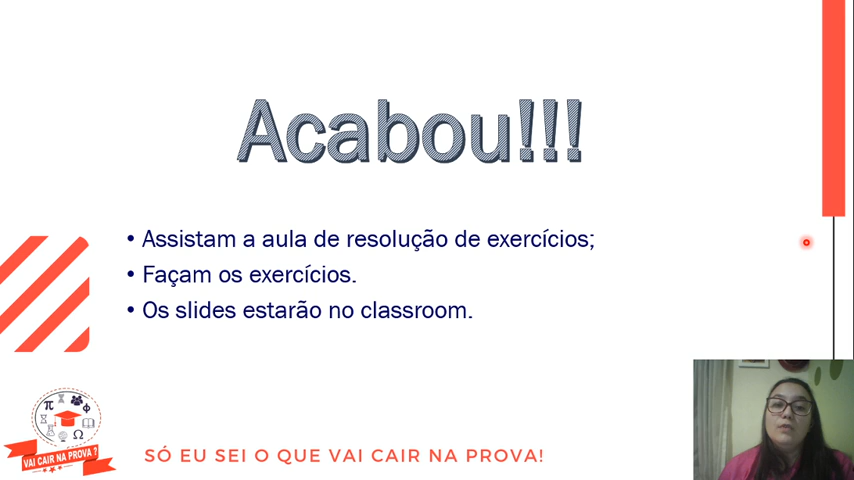 Acabou!!!
• Assistam a aula de resolução de exercícios;
• Façam os exercícios.
• Os slides estarão no classroom.
π
Φ
Ω
VAI CAIR NA PROVA ?
SÓ EU SEI O QUE VAI CAIR NA PROVA!